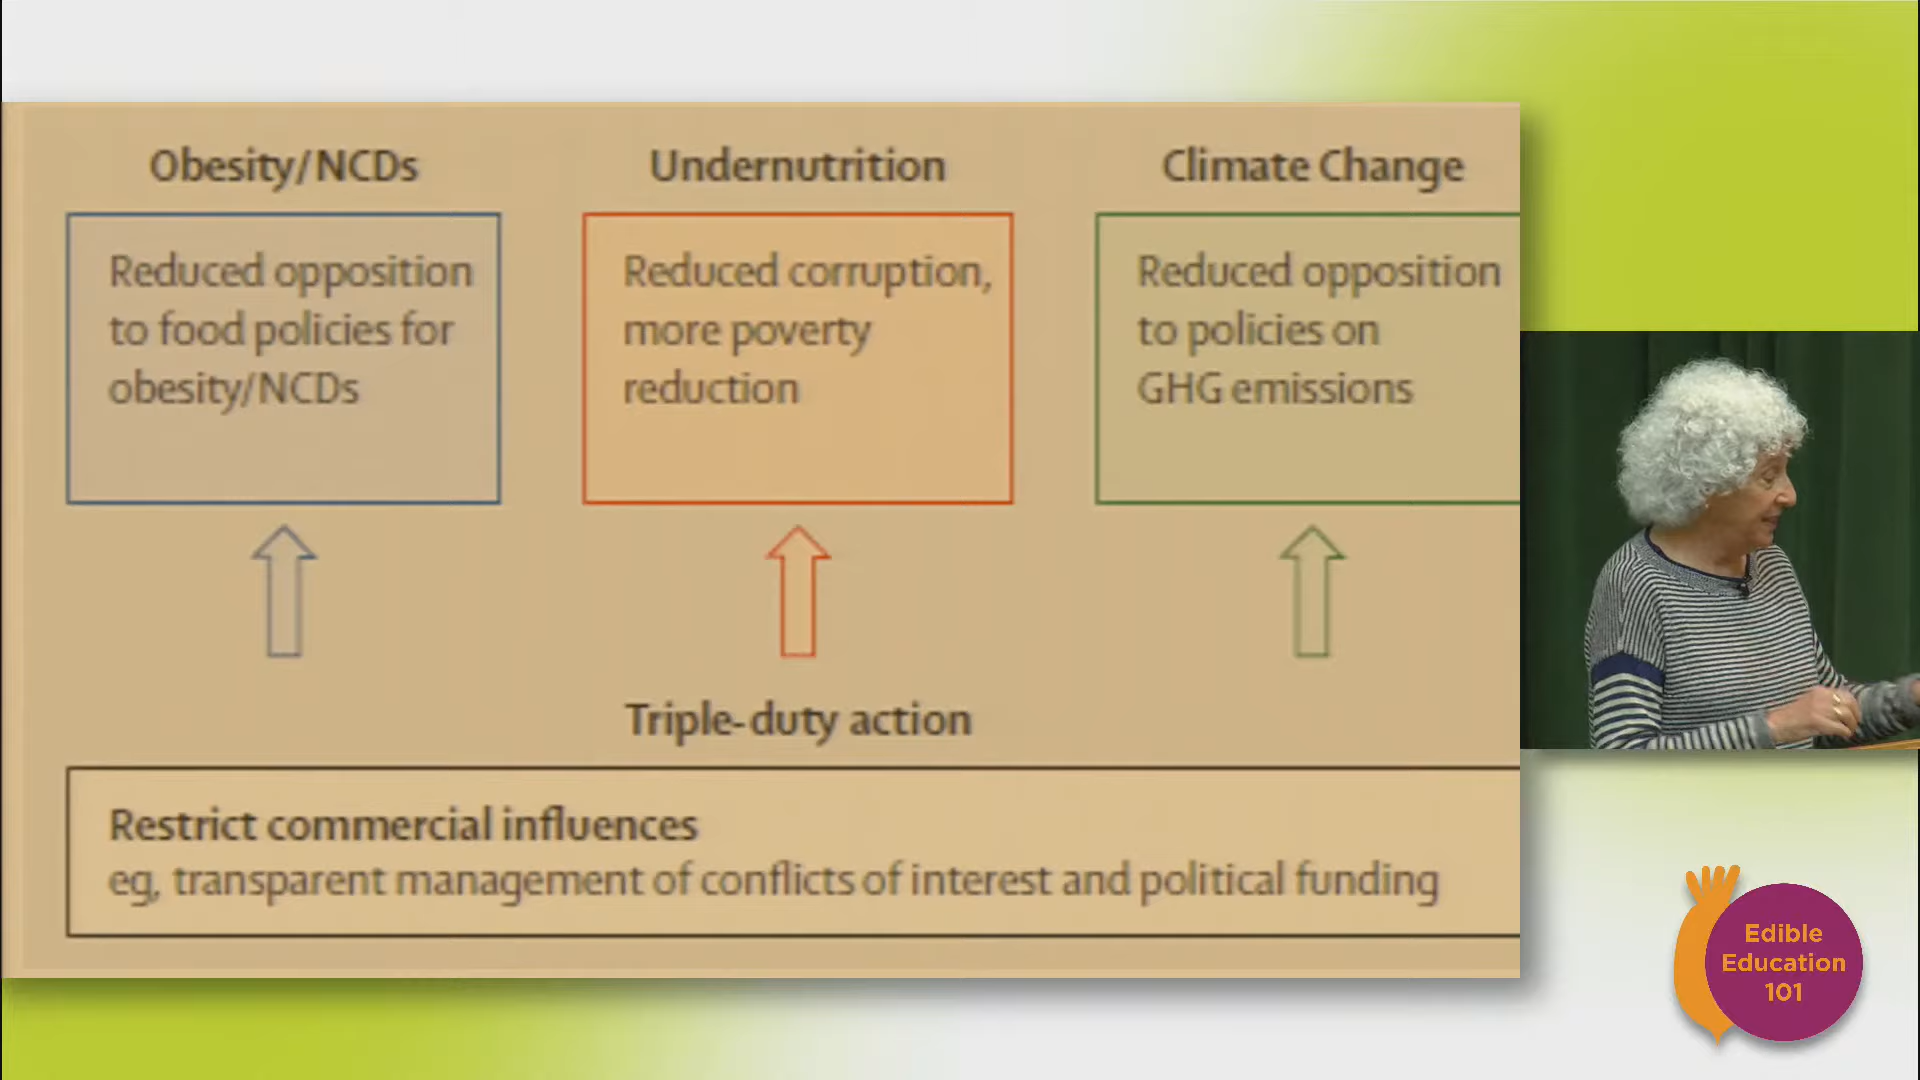 Obesity/NCDs
Reduced opposition
to food policies for
obesity/NCDs
Undernutrition
Reduced corruption,
more poverty
reduction
Climate Change
Reduced opposition
to policies on
GHG emissions
Triple-duty action
Restrict commercial influences
eg, transparent management of conflicts of interest and political funding
Edible
Education
101